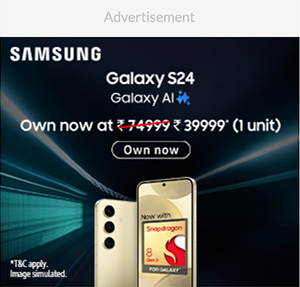 Advertisement
SAMSUNG
Galaxy S24
Galaxy AI
Own now at ₹ 74999 ₹ 39999* (1 unit)
Own now
Now with
Snapdragon
8 Gen 3
FOR GALAXY
*T&C apply.
Image simulated.